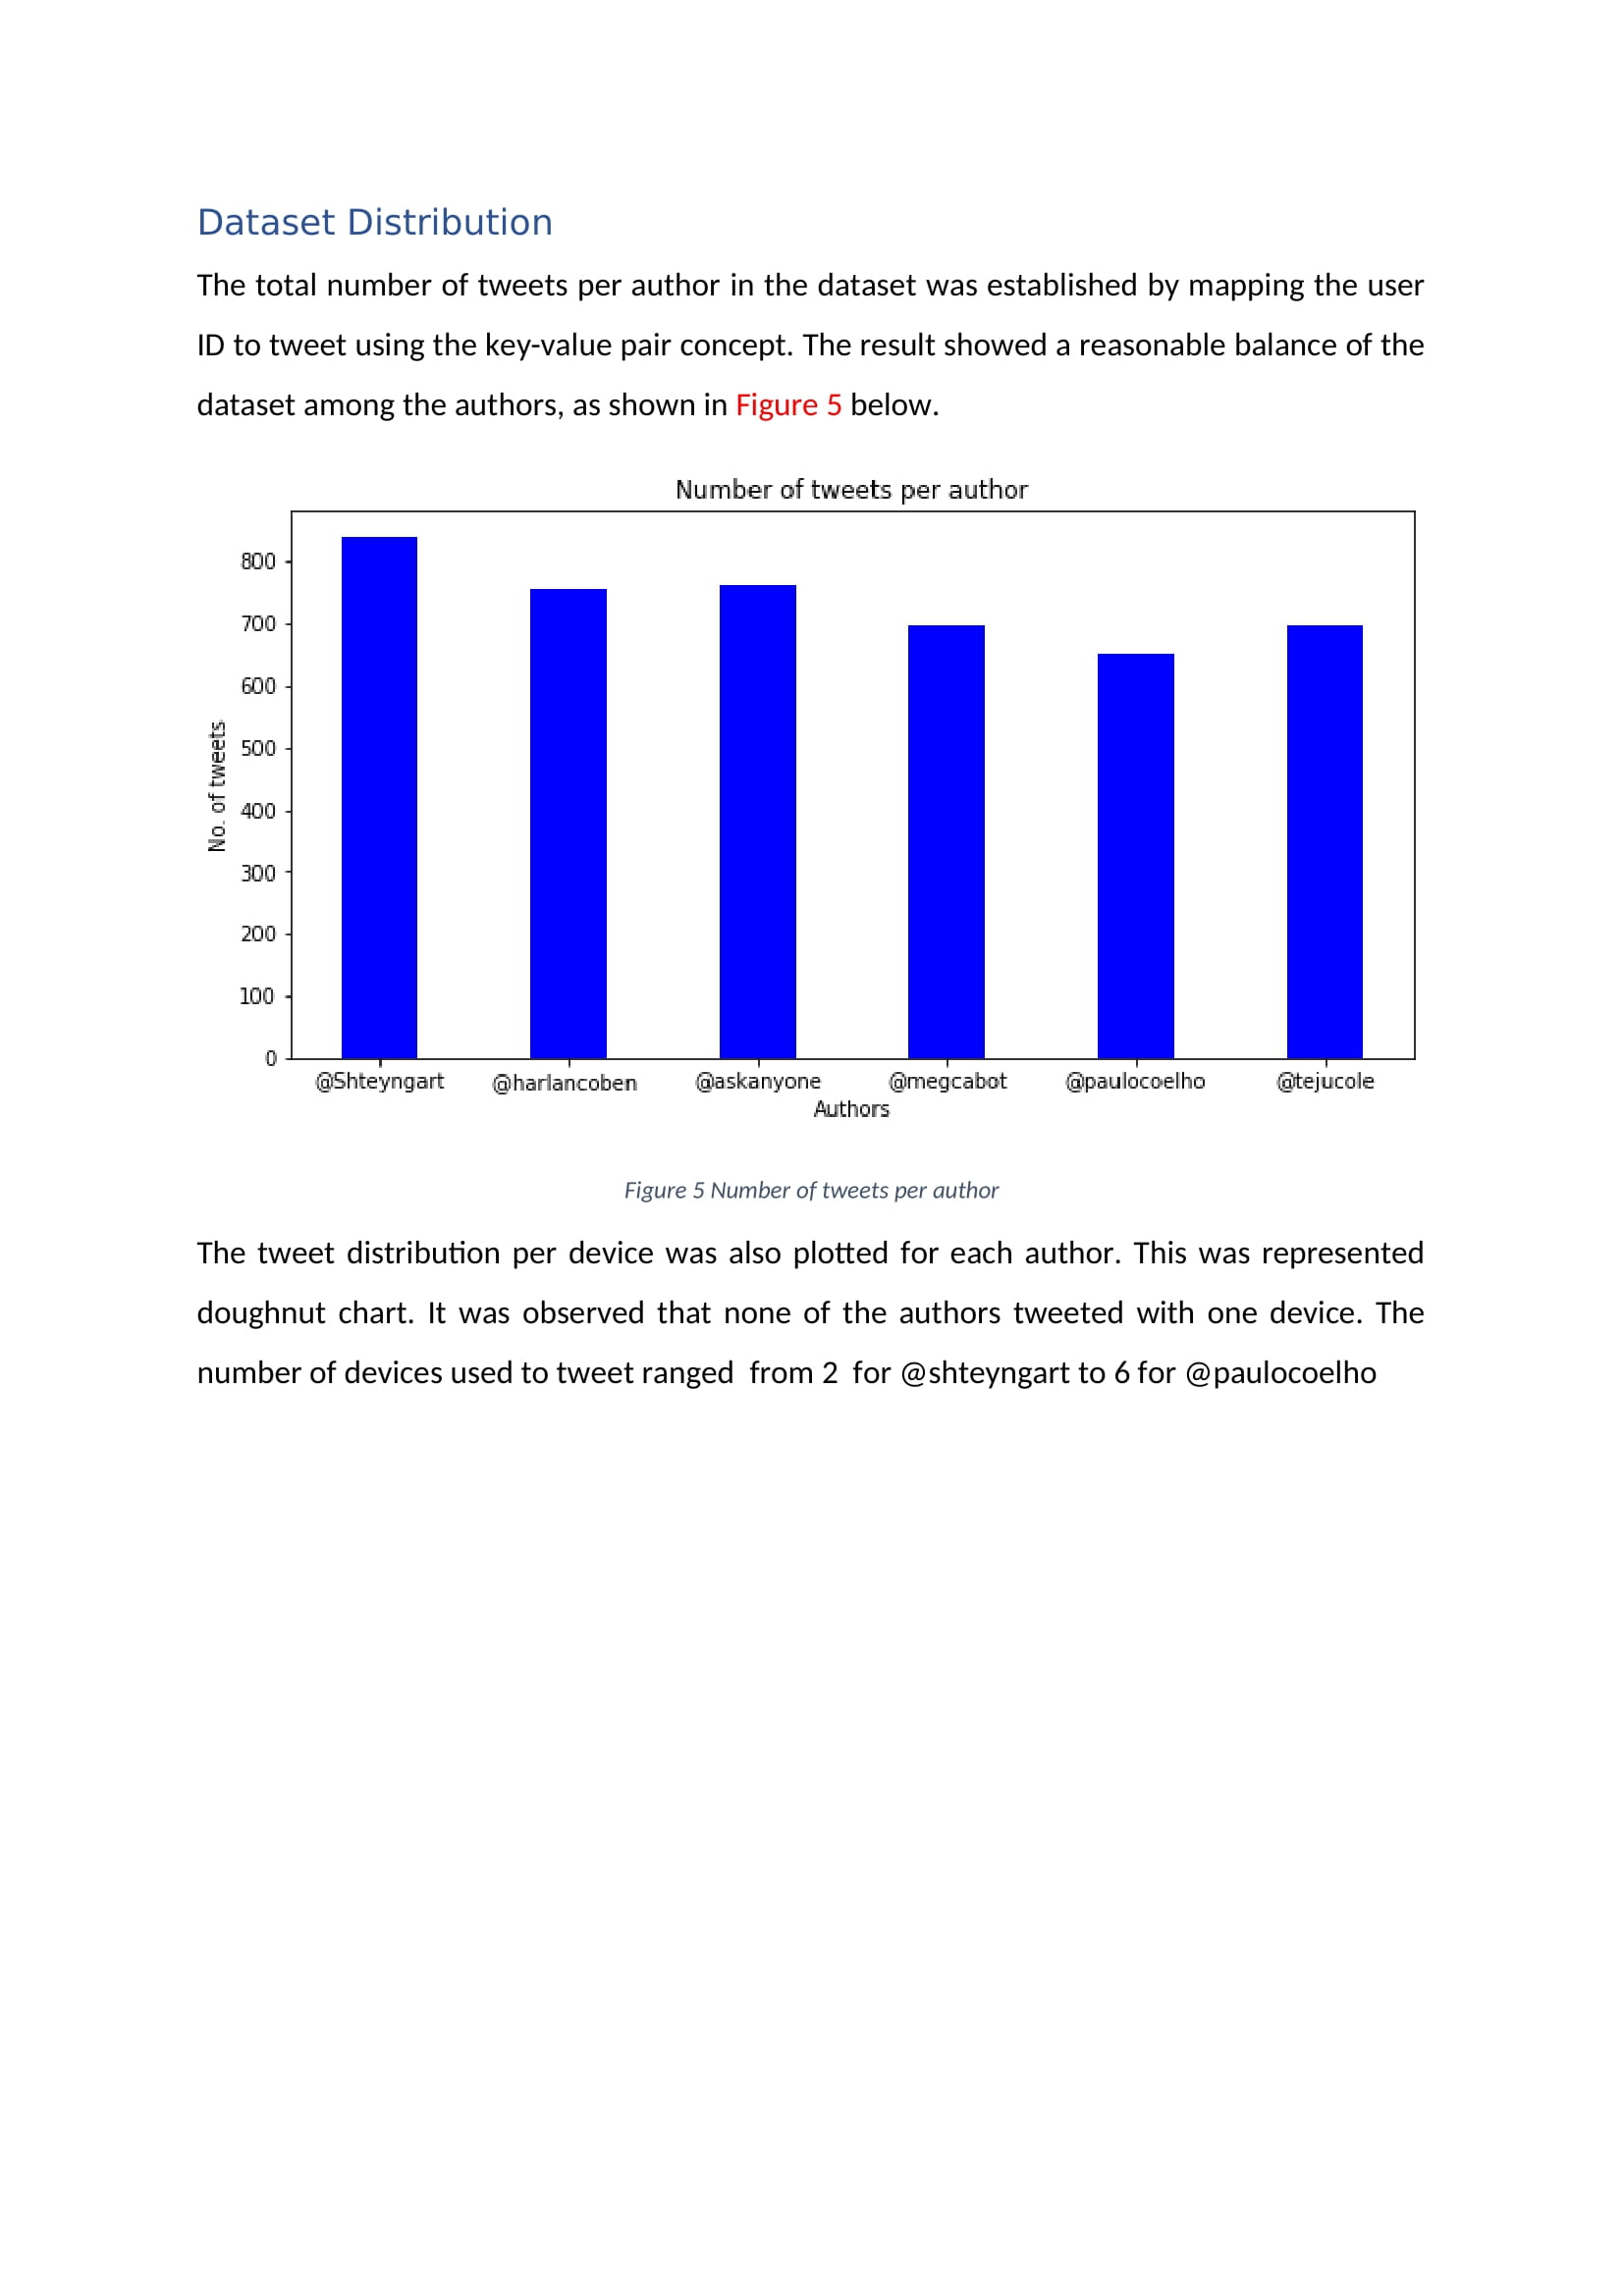 Dataset Distribution
The total number of tweets per author in the dataset was established by mapping the user
ID to tweet using the key-value pair concept. The result showed a reasonable balance of the
dataset among the authors, as shown in Figure 5 below.
Number of tweets per author
800
700
600
500
400
300
200
100
0
No. of tweets
@Shteyngart @harlancoben @askanyone @megcabot @paulocoelho @tejucole
Authors
Figure 5 Number of tweets per author
The tweet distribution per device was also plotted for each author. This was represented
doughnut chart. It was observed that none of the authors tweeted with one device. The
number of devices used to tweet ranged  from 2  for @shteyngart to 6 for @paulocoelho